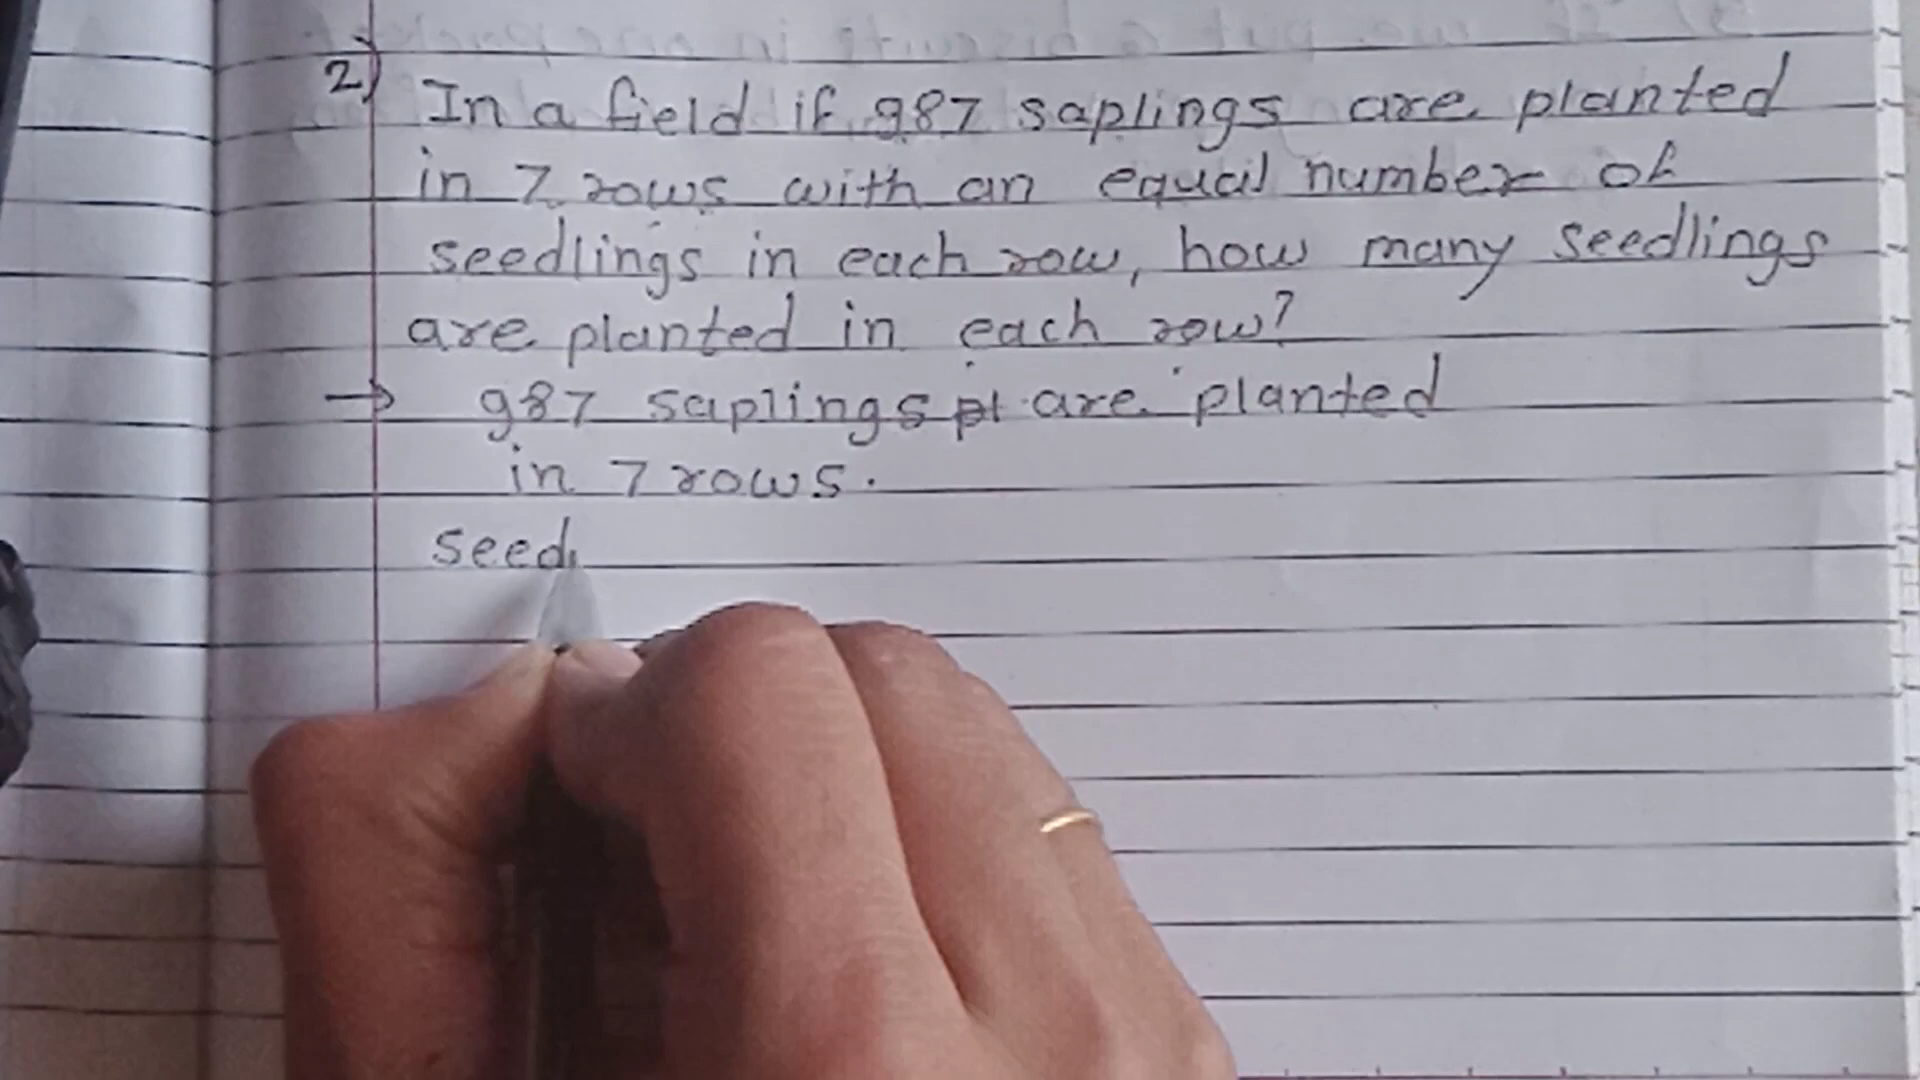 2) In a field if 987 saplings are planted
in 7 rows with an equal number of
seedlings in each row, how many seedlings
are planted in each row?
→ 987 saplings pl are planted
in 7 rows.
seed